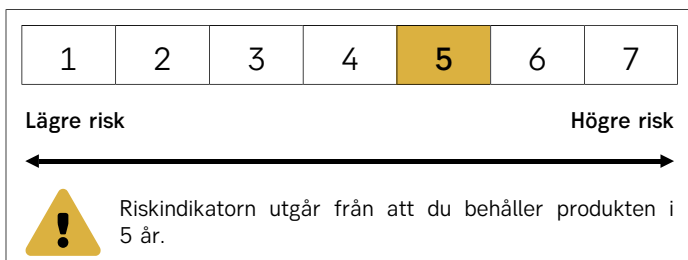 1 2 3 4 5 6 7
Lägre risk Högre risk
Riskindikatorn utgår från att du behåller produkten i
5 år.